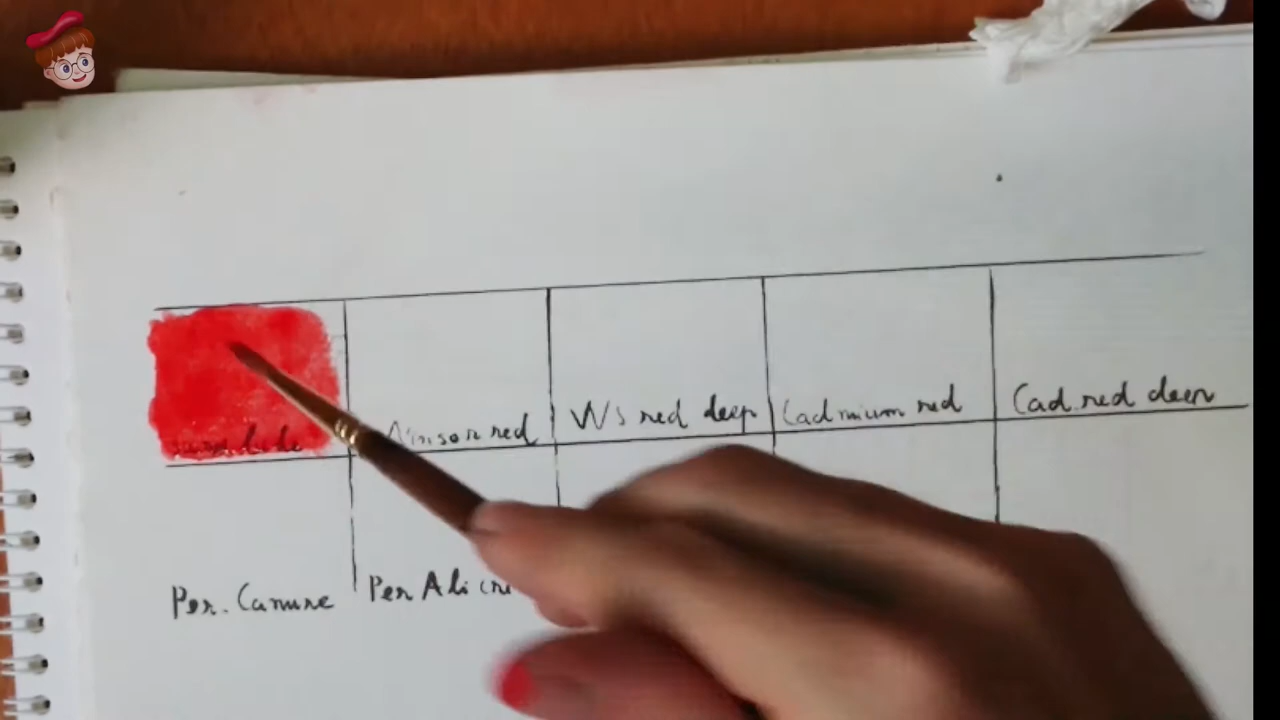 Winsor red
WS red deep
Cadmium red
Cad.red deep
Per. Carmine
Per Ali